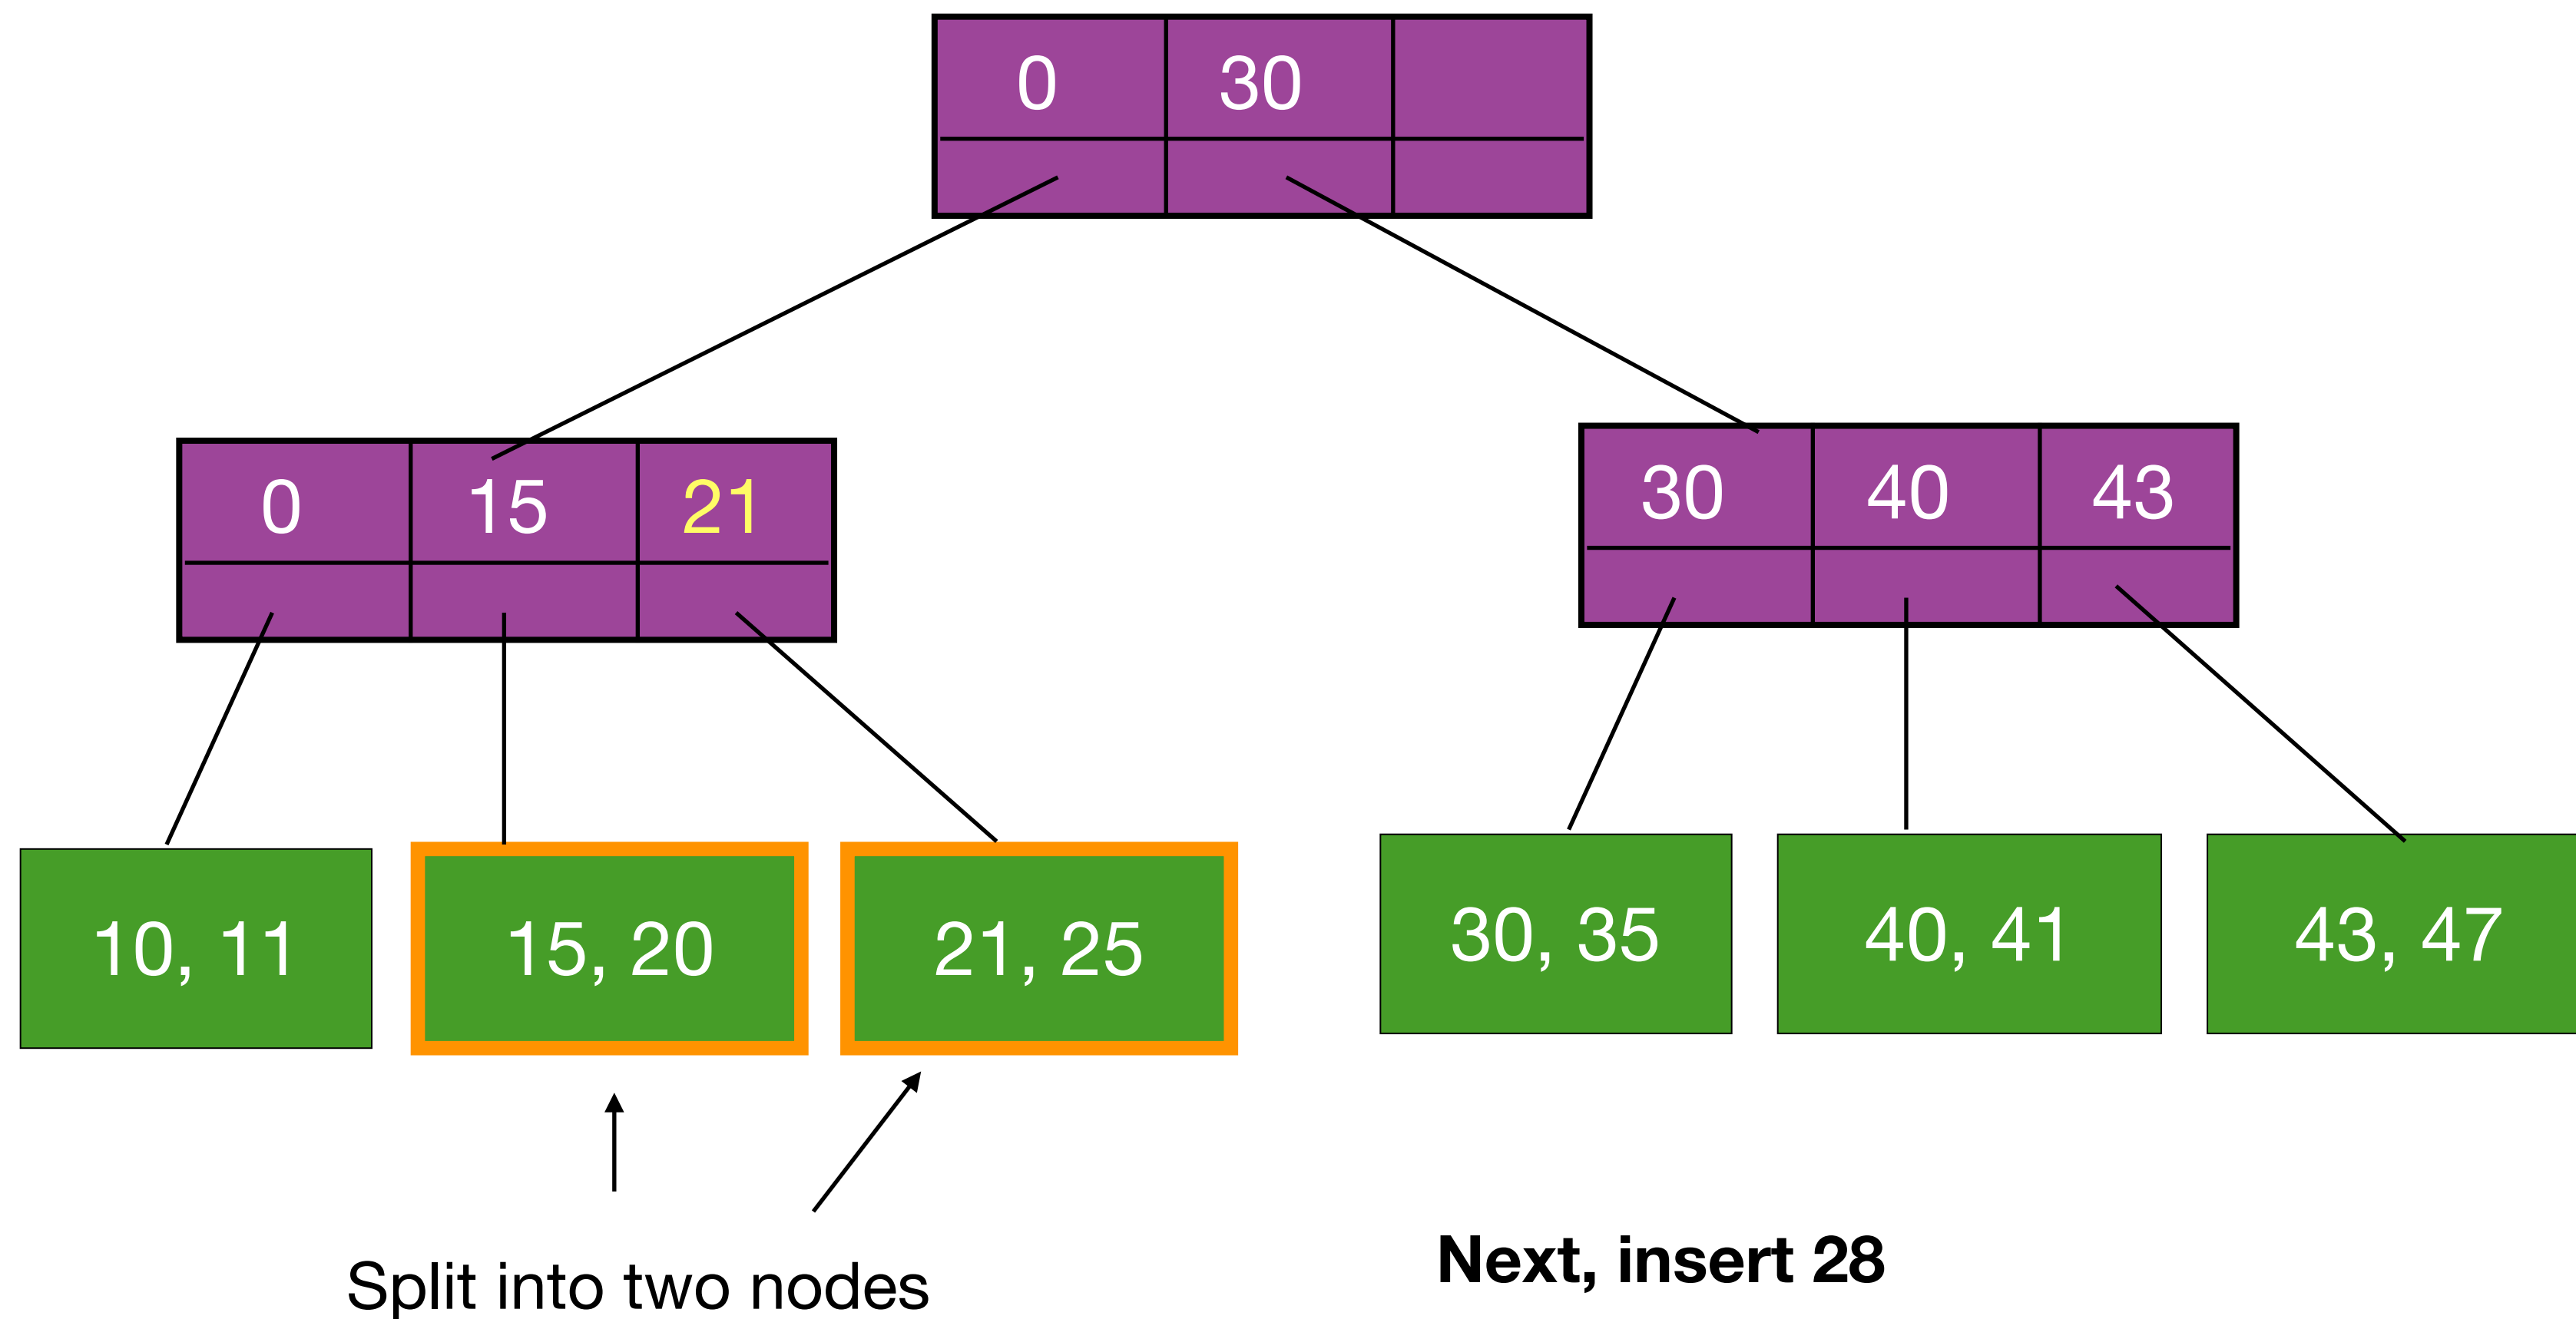 0 30
0 15 21
30 40 43
10, 11
15, 20
21, 25
30, 35
40, 41
43, 47
Split into two nodes
Next, insert 28